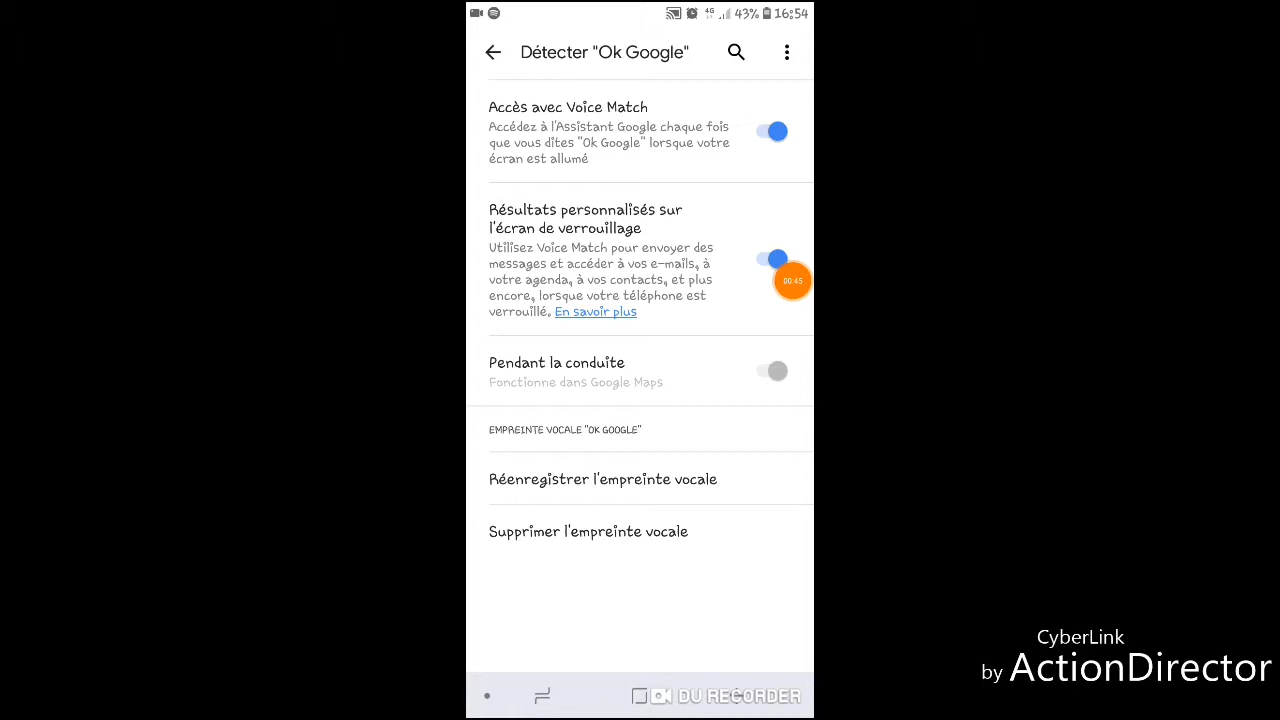 4G 43% 16:54
Détecter "Ok Google"
Accès avec Voice Match
Accédez à l'Assistant Google chaque fois
que vous dites "Ok Google" lorsque votre
écran est allumé
Résultats personnalisés sur
l'écran de verrouillage
Utilisez Voice Match pour envoyer des
messages et accéder à vos e-mails, à
votre agenda, à vos contacts, et plus
encore, lorsque votre téléphone est
verrouillé. En savoir plus
00:45
Pendant la conduite
Fonctionne dans Google Maps
EMPREINTE VOCALE "OK GOOGLE"
Réenregistrer l'empreinte vocale
Supprimer l'empreinte vocale
CyberLink
by ActionDirector
DU RECORDER